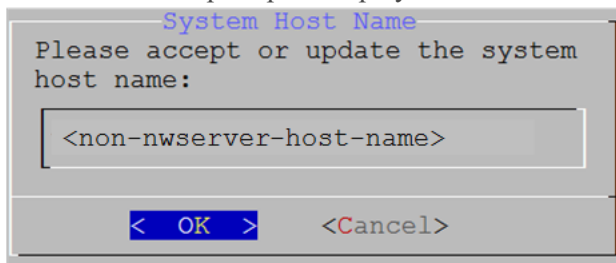 System Host Name
Please accept or update the system
host name:
<non-nwserver-host-name>
< OK > <Cancel>